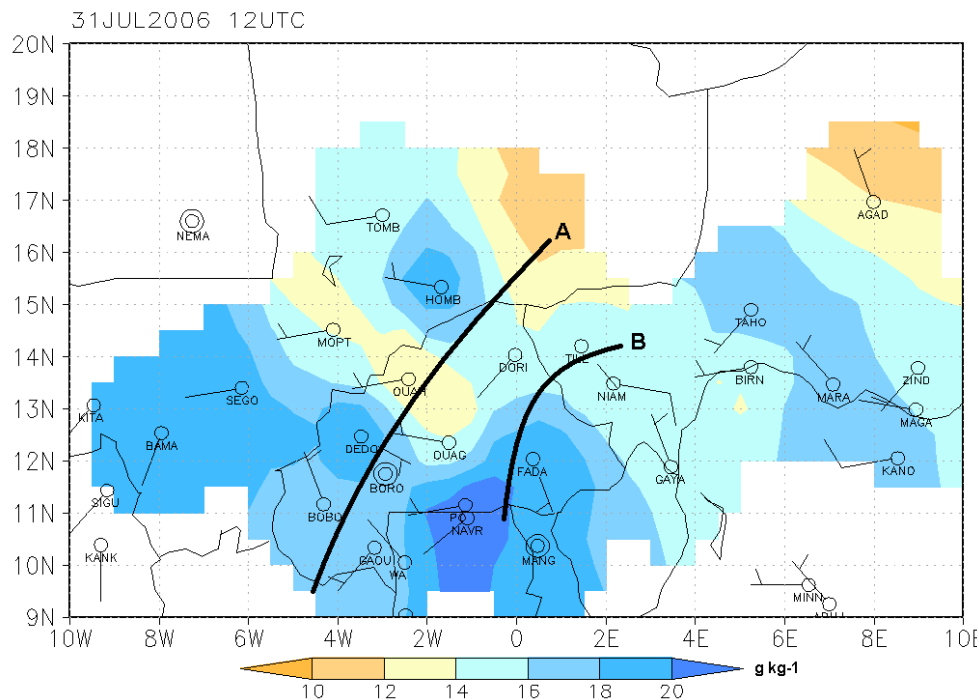 31JUL2006 12UTC
20N
19N
18N
17N
AGAD
TOMB
NEMA
A
16N
HOMB
15N
TAHO
MOPT
B
14N
DORI
TILL
BIRN
ZIND
OUAH
NIAM
MARA
SEGO
13N
KITA
MAGA
BAMA
DEDO
OUAG
12N
FADA
KANO
BORO
GAYA
SIGU
BOBO
11N
PO
NAVR
KANK
GAOU
WA
MANG
10N
MINN
9N
10W 8W 6W 4W 2W 0 2E 4E 6E 8E 10E
g kg-1
10 12 14 16 18 20